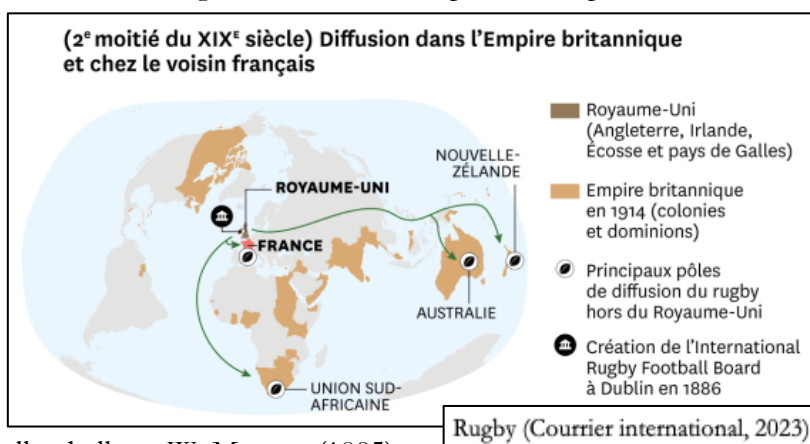 (2e moitié du XIXE siècle) Diffusion dans l'Empire britannique
et chez le voisin français
Royaume-Uni
(Angleterre, Irlande,
Écosse et pays de Galles)
Empire britannique
en 1914 (colonies
et dominions)
Principaux pôles
de diffusion du rugby
hors du Royaume-Uni
Création de l'International
Rugby Football Board
à Dublin en 1886
NOUVELLE-
ZÉLANDE
ROYAUME-UNI
FRANCE
AUSTRALIE
UNION SUD-
AFRICAINE
Rugby (Courrier international, 2023)